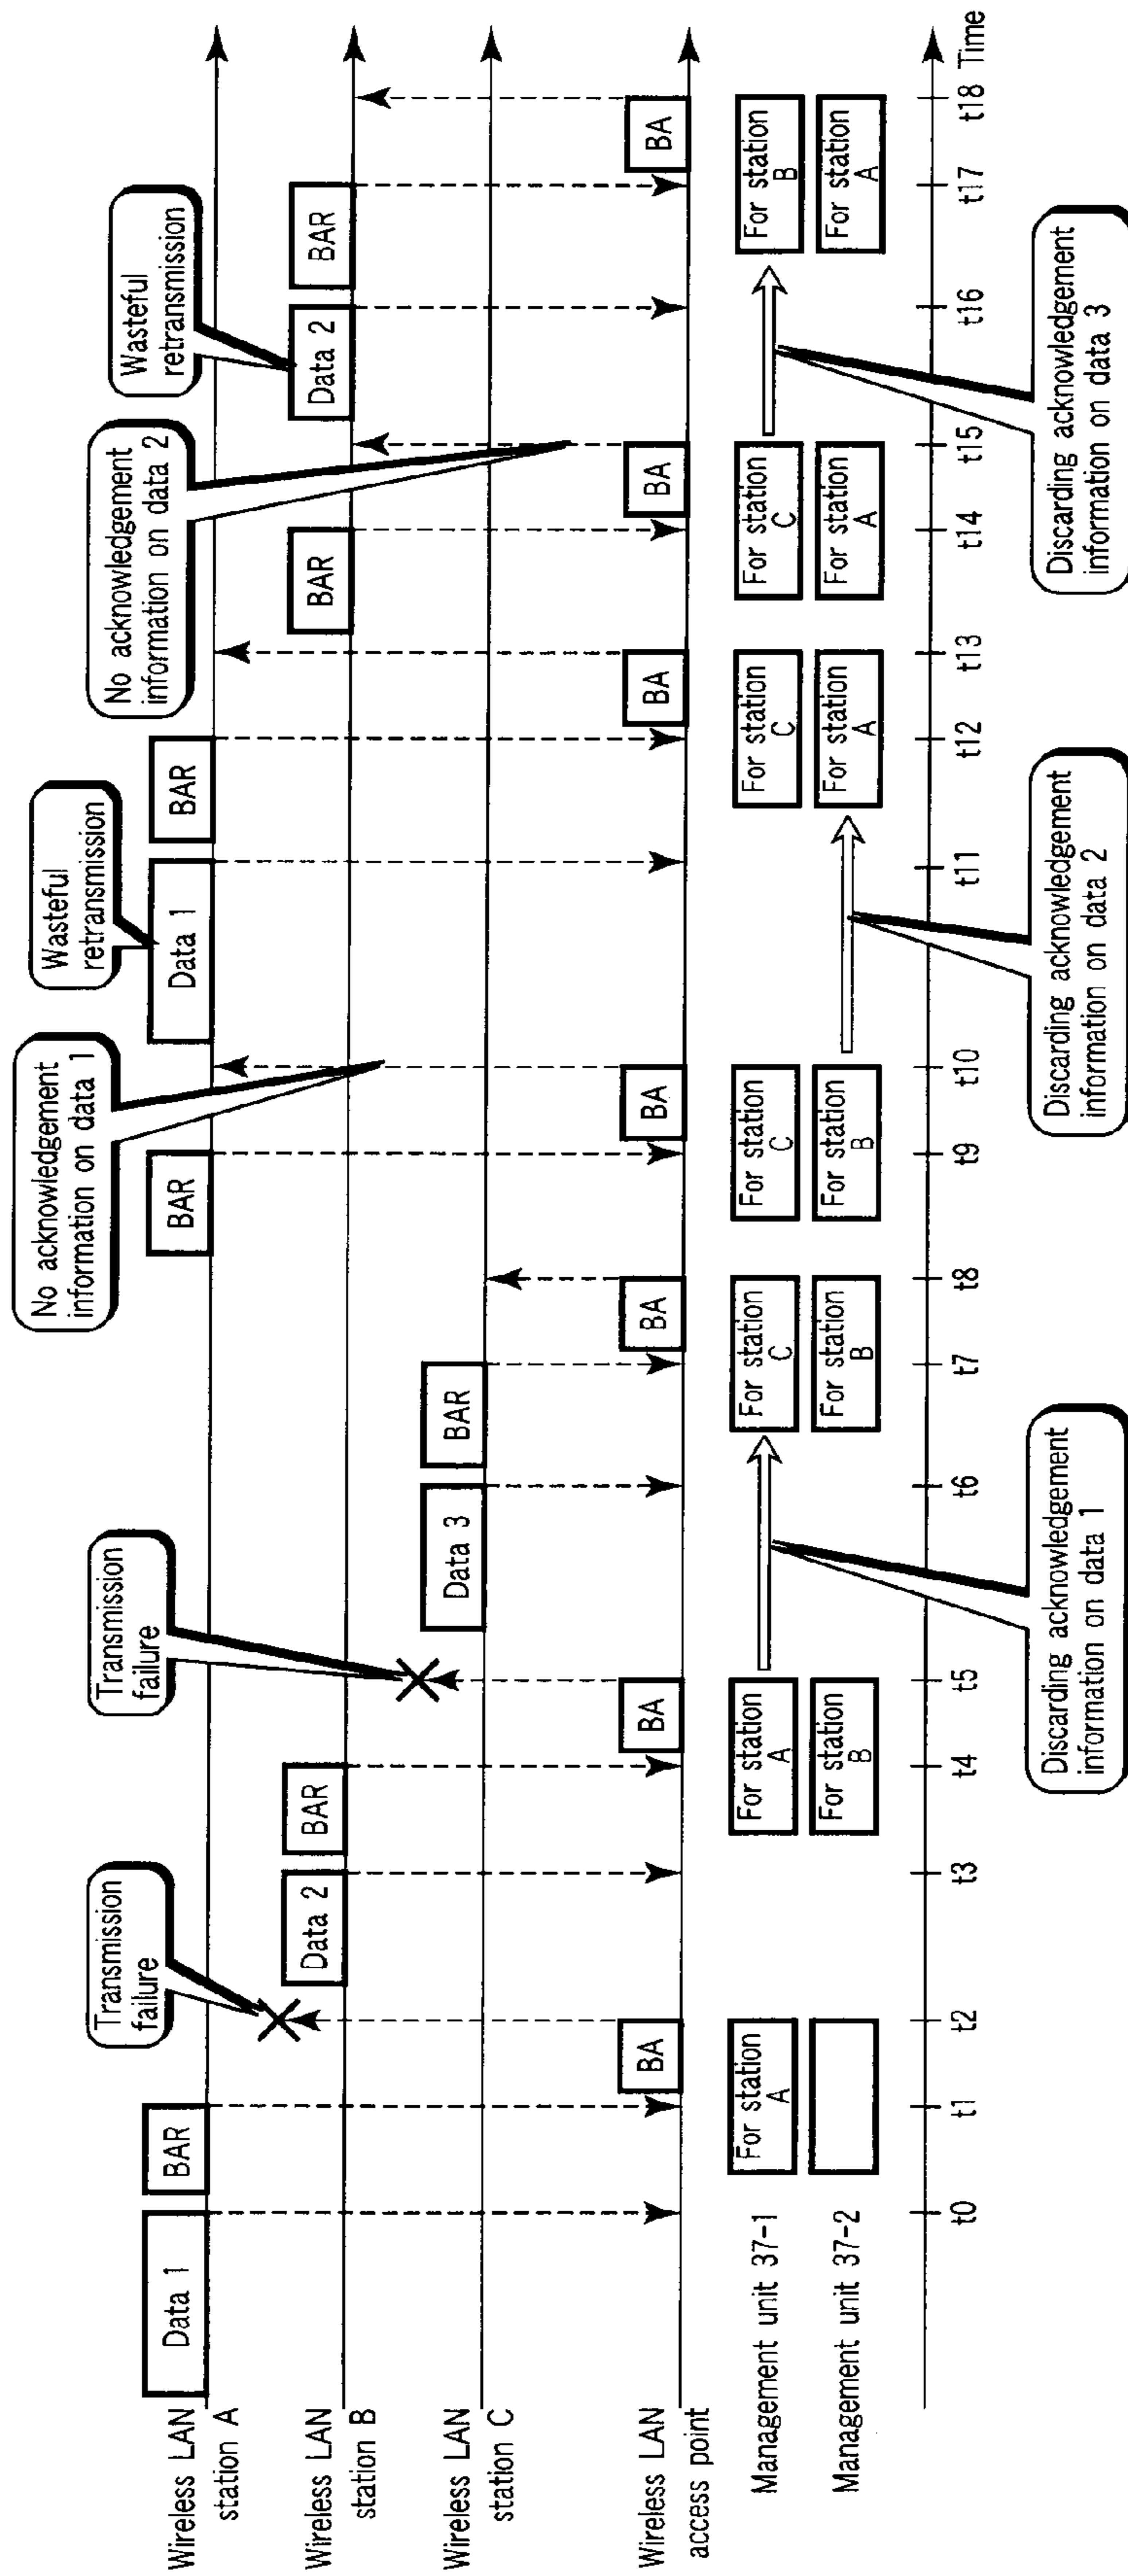 No acknowledgement
information on data 1
Wasteful
retransmission
No acknowledgement
information on data 2
Wasteful
retransmission
Transmission
failure
Transmission
failure
Wireless LAN
station A
Data 1
BAR
BAR
Data 1
BAR
Wireless LAN
station B
Data 2
BAR
BAR
Data 2
BAR
Wireless LAN
station C
Data 3
BAR
Wireless LAN
access point
BA
BA
BA
BA
BA
BA
BA
Management unit 37-1
For station
A
For station
A
For station
C
For station
C
For station
C
For station
C
For station
B
Management unit 37-2
For station
B
For station
B
For station
B
For station
A
For station
A
For station
A
t0
t1
t2
t3
t4
t5
t6
t7
t8
t9
t10
t11
t12
t13
t14
t15
t16
t17
t18
Time
Discarding acknowledgement
information on data 1
Discarding acknowledgement
information on data 2
Discarding acknowledgement
information on data 3